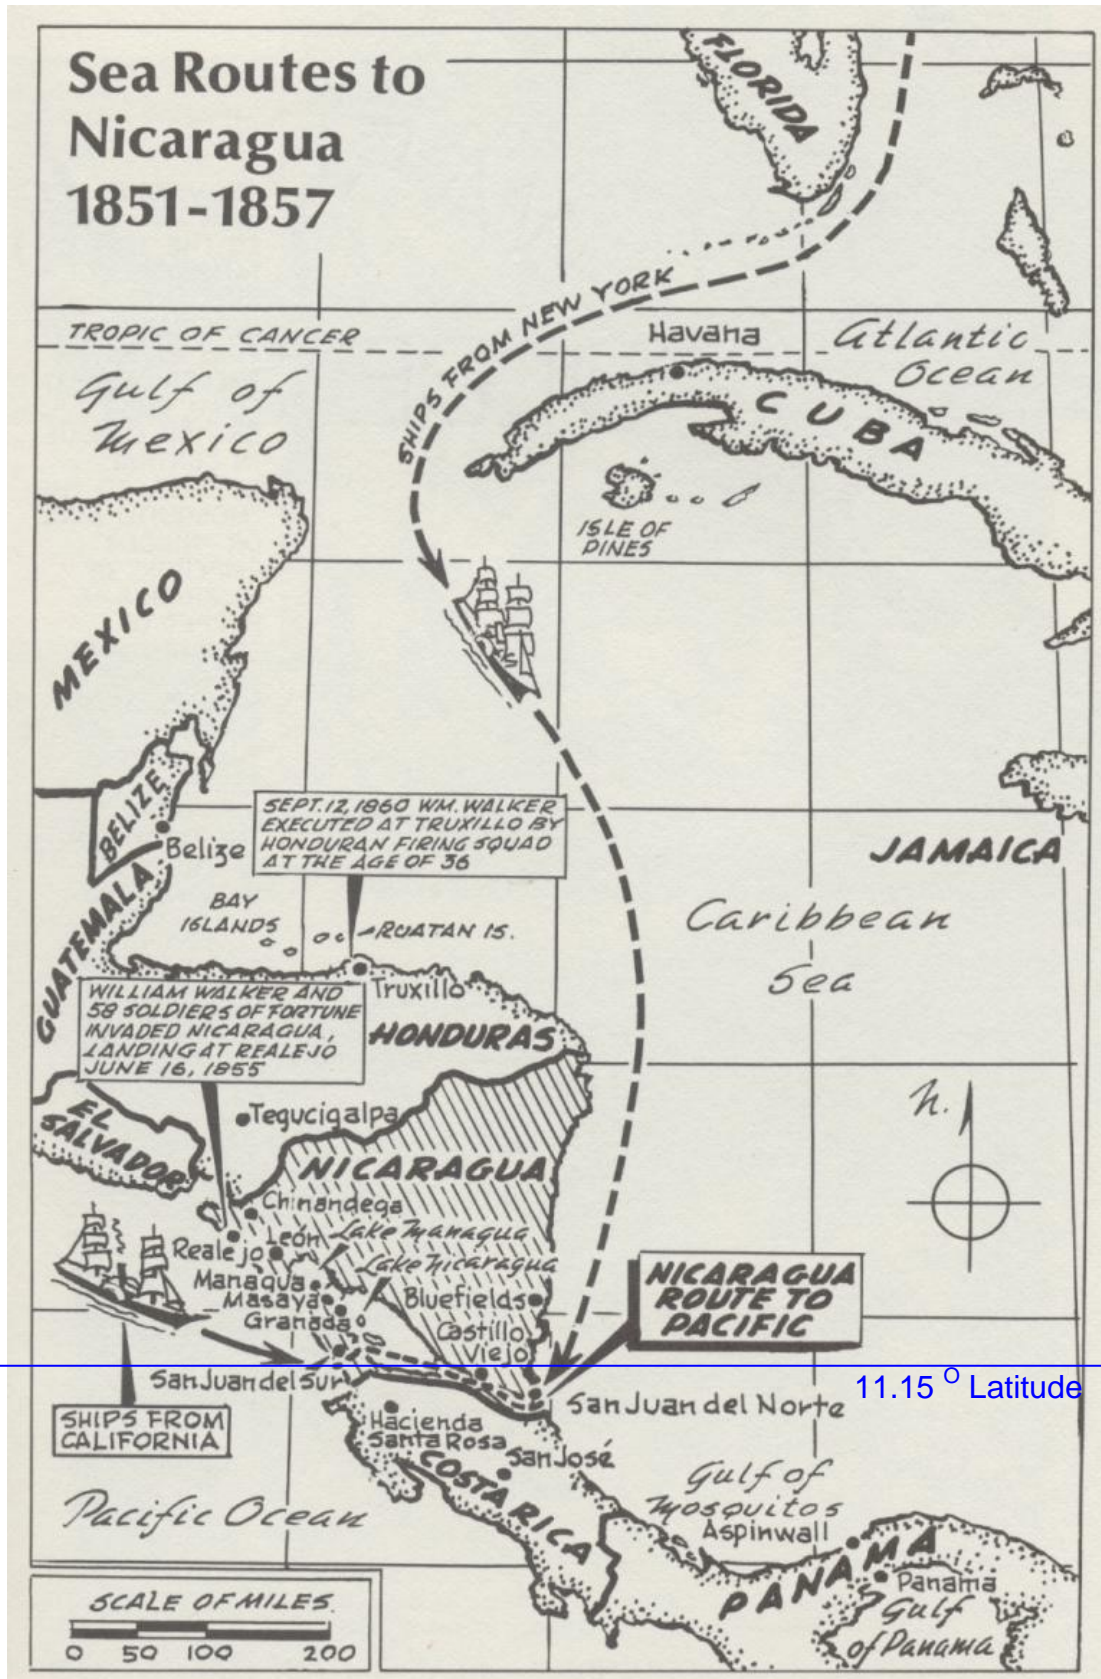 Sea Routes to
Nicaragua
1851-1857
FLORIDA
SHIPS FROM NEW YORK
TROPIC OF CANCER
Havana
Atlantic
Ocean
Gulf of
Mexico
CUBA
ISLE OF
PINES
MEXICO
BELIZE
Belize
SEPT. 12, 1860 WM. WALKER
EXECUTED AT TRUXILLO BY
HONDURAN FIRING SQUAD
AT THE AGE OF 36
JAMAICA
GUATEMALA
BAY
ISLANDS
ROATAN IS.
Caribbean
Sea
Truxillo
WILLIAM WALKER AND
58 SOLDIERS OF FORTUNE
INVADED NICARAGUA,
LANDING AT REALEJO
JUNE 16, 1855
HONDURAS
EL
SALVADOR
Tegucigalpa
n.
NICARAGUA
Chinandega
Lake Managua
León
Realejo
Lake Nicaragua
Managua
Masaya
Granada
Bluefields
Castillo
Viejo
NICARAGUA
ROUTE TO
PACIFIC
San Juan del Sur
11.15 O Latitude
San Juan del Norte
SHIPS FROM
CALIFORNIA
Hacienda
Santa Rosa
San José
COSTA RICA
Gulf of
Mosquitos
Aspinwall
Pacific Ocean
PANAMA
Panama
Gulf
of Panama
SCALE OF MILES
0 50 100 200